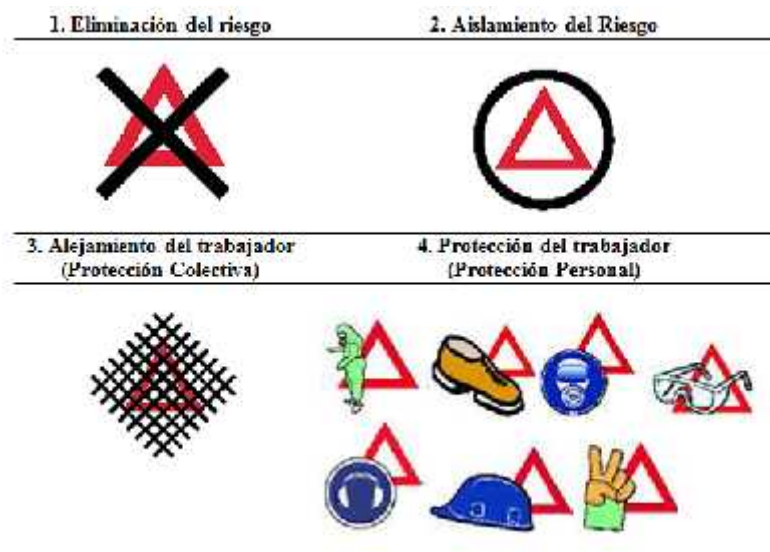 1. Eliminación del riesgo
2. Aislamiento del Riesgo
3. Alejamiento del trabajador
(Protección Colectiva)
4. Protección del trabajador
(Protección Personal)